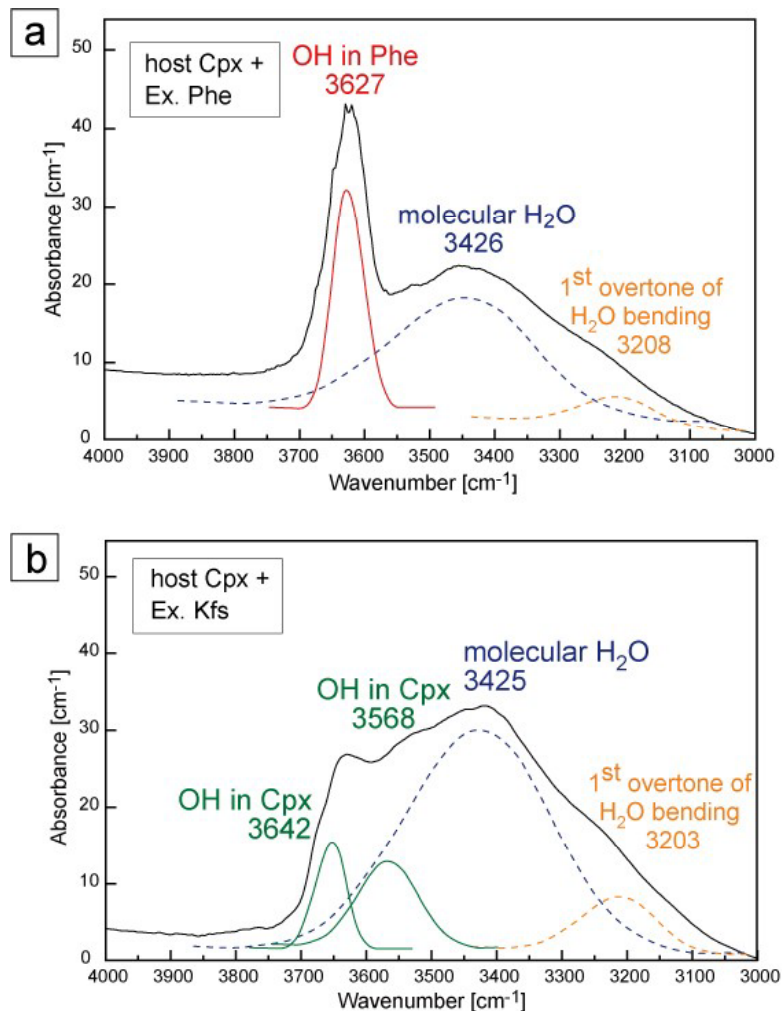 a
host Cpx +
Ex. Phe
OH in Phe
3627
molecular H₂O
3426
1st overtone of
H₂O bending
3208
Absorbance [cm-1]
50
40
30
20
10
0
4000 3900 3800 3700 3600 3500 3400 3300 3200 3100 3000
Wavenumber [cm-1]
b
host Cpx +
Ex. Kfs
OH in Cpx
3642
OH in Cpx
3568
molecular H₂O
3425
1st overtone of
H₂O bending
3203
Absorbance [cm-1]
50
40
30
20
10
0
4000 3900 3800 3700 3600 3500 3400 3300 3200 3100 3000
Wavenumber [cm-1]